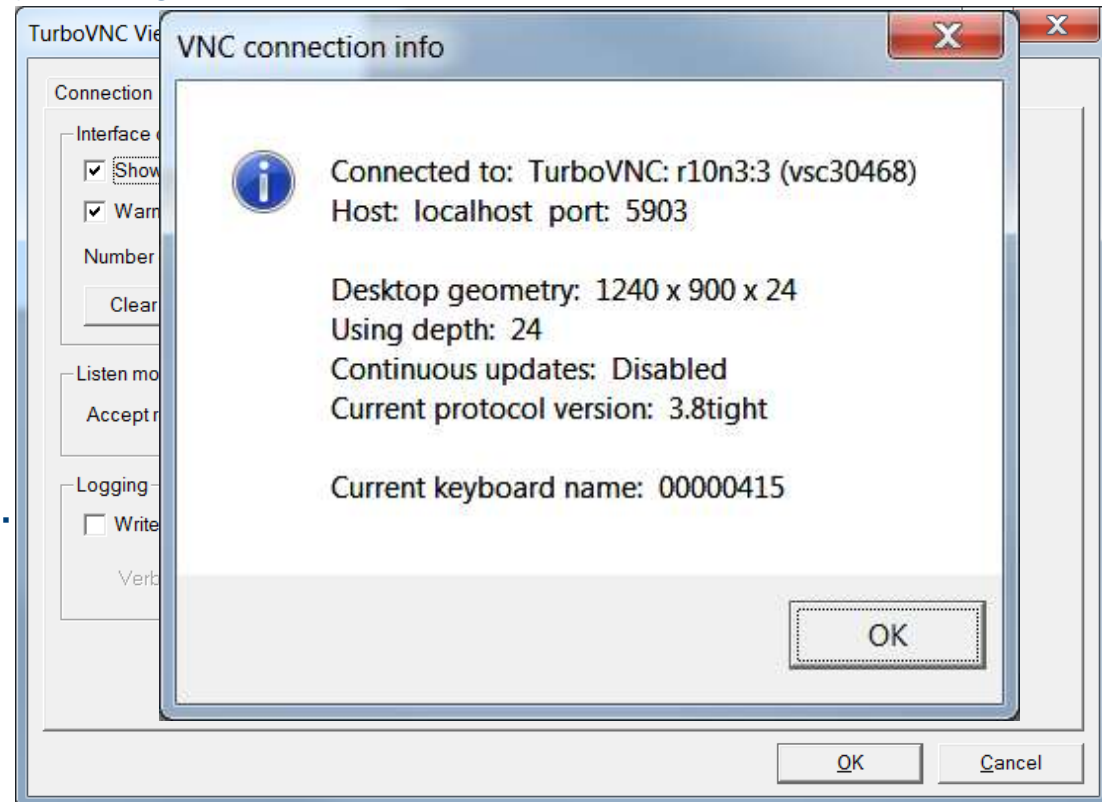 TurboVNC Vie
VNC connection info
Connection
Interface
Show
Warn
Number
Clear
Listen mo
Accept r
Logging
Write
Verb
Connected to: TurboVNC: r10n3:3 (vsc30468)
Host: localhost port: 5903
Desktop geometry: 1240 x 900 x 24
Using depth: 24
Continuous updates: Disabled
Current protocol version: 3.8tight
Current keyboard name: 00000415
OK
OK
Cancel